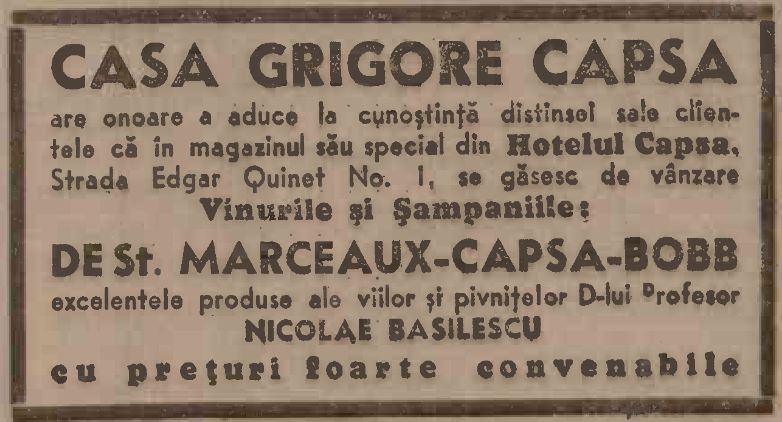 CASA GRIGORE CAPSA
are onoare a aduce la cunoştinţă distinsei sale clien-
tele că în magazinul său special din Hotelul Capsa,
Strada Edgar Quinet No. 1, se găsesc de vânzare
Vinurile şi Şampaniile:
DE St. MARCEAUX-CAPSA-BOBB
excelentele produse ale viilor şi pivniţelor D-lui Profesor
NICOLAE BASILESCU
cu preţuri foarte convenabile